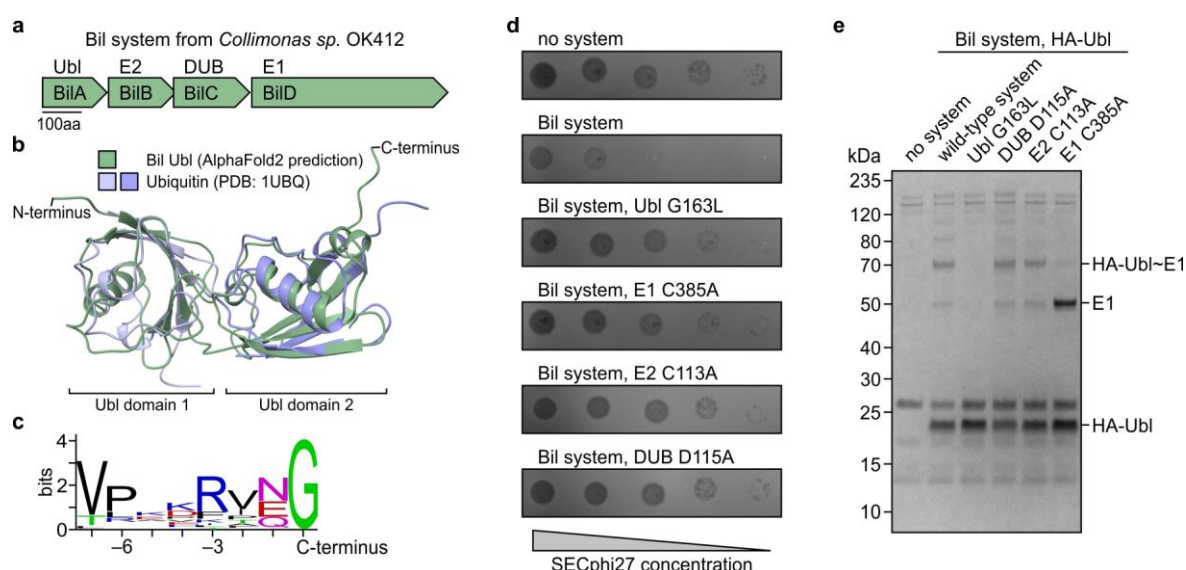 a
Bil system from Collimonas sp. OK412
Ubl E2 DUB E1
BilA BilB BilC BilD
100aa
b
Bil Ubl (AlphaFold2 prediction)
Ubiquitin (PDB: 1UBQ)
C-terminus
N-terminus
Ubl domain 1 Ubl domain 2
c
bits
4
2
0
VP RYNG
E
Q
−6 −3 C-terminus
d
no system
Bil system
Bil system, Ubl G163L
Bil system, E1 C385A
Bil system, E2 C113A
Bil system, DUB D115A
SECphi27 concentration
e
Bil system, HA-Ubl
no system
wild-type system
Ubl G163L
DUB D115A
E2 C113A
E1 C385A
kDa
235
120
80
70
50
40
30
25
15
10
HA-Ubl~E1
E1
HA-Ubl